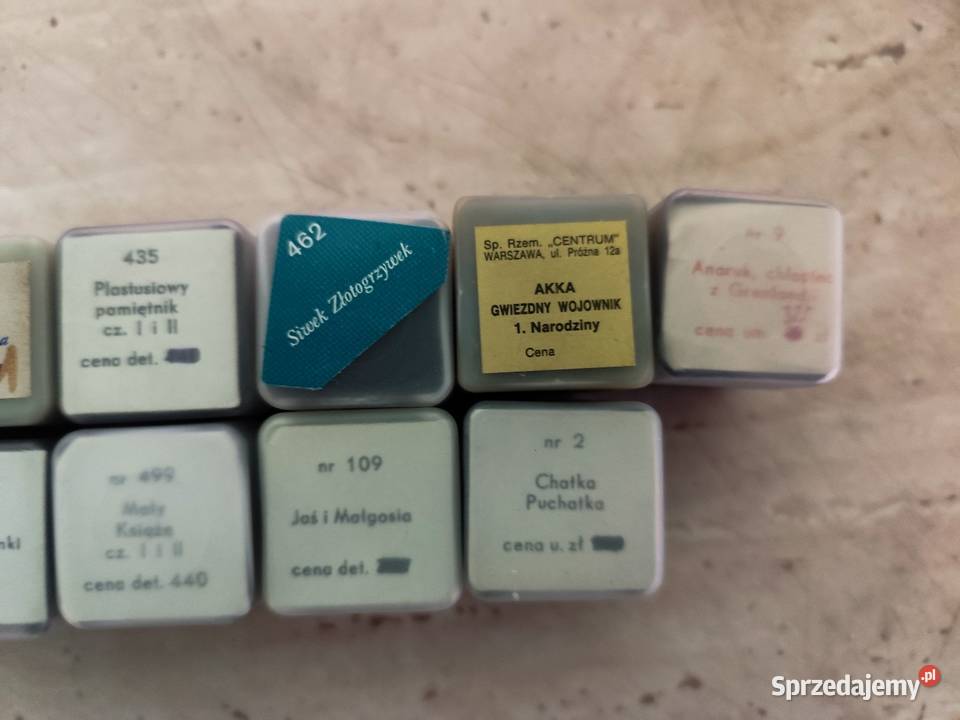 435
Plastusiowy
pamiętnik
cz. I i II
cena det.
462
Siwek Złotogrzywek
Sp. Rzem. „CENTRUM"
WARSZAWA, ul. Próżna 12a
AKKA
GWIEZDNY WOJOWNIK
1. Narodziny
Cena
nr 9
Anaruk, chłopiec
z Grenlandii
cena um.
nki
nr 499
Mały
Książę
cz. I i II
cena det. 440
nr 109
Jaś i Małgosia
cena det.
nr 2
Chatka
Puchatka
cena u. zł
Sprzedajemy.pl